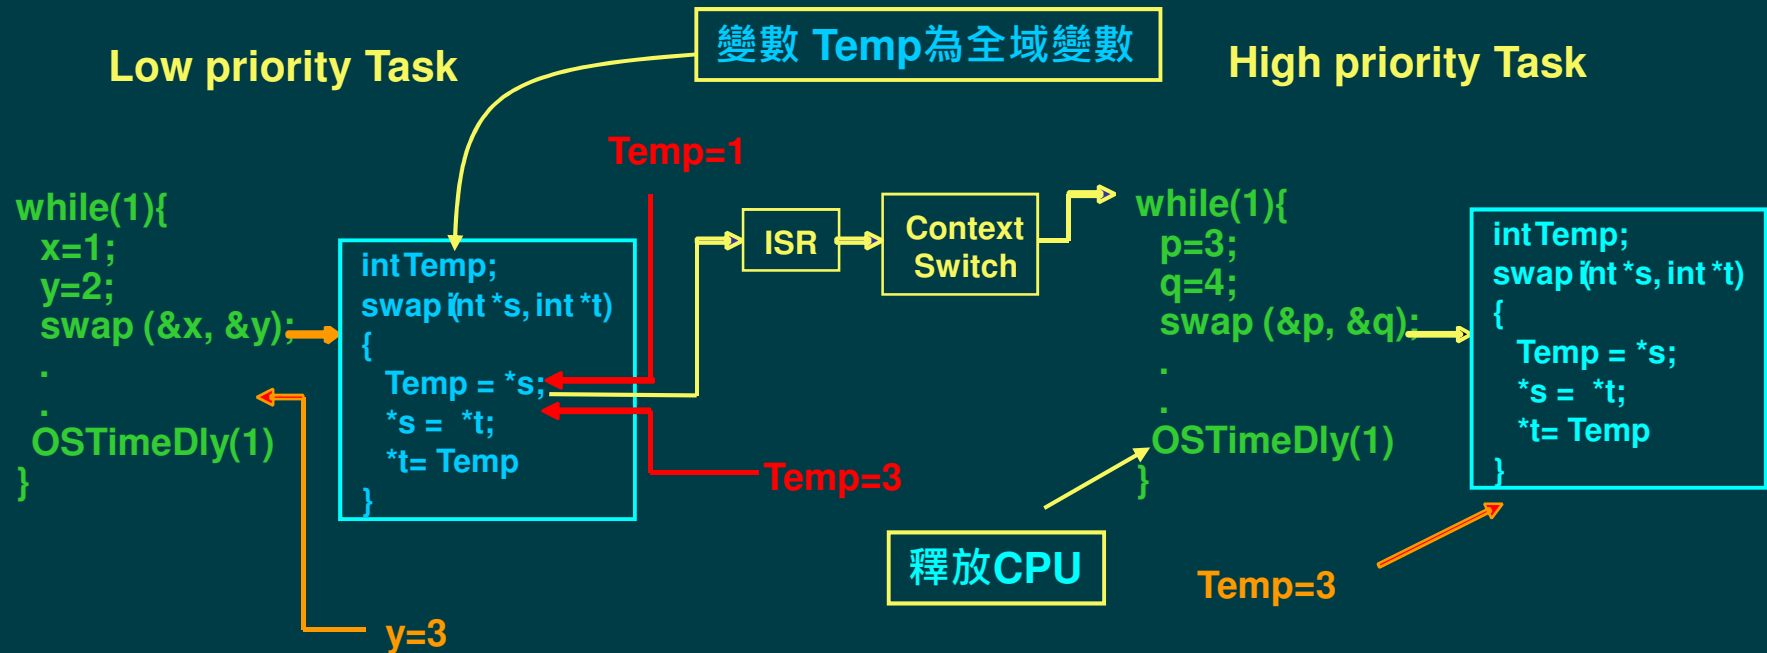 變數 Temp為全域變數
Low priority Task
High priority Task
Temp=1
while(1){
x=1;
y=2;
swap (&x, &y);
.
.
OSTimeDly(1)
}
int Temp;
swap (int *s, int *t)
{
Temp = *s;
*s = *t;
*t= Temp
}
ISR
Context
Switch
while(1){
p=3;
q=4;
swap (&p, &q);
.
.
OSTimeDly(1)
}
int Temp;
swap (int *s, int *t)
{
Temp = *s;
*s = *t;
*t= Temp
}
Temp=3
釋放CPU
Temp=3
y=3